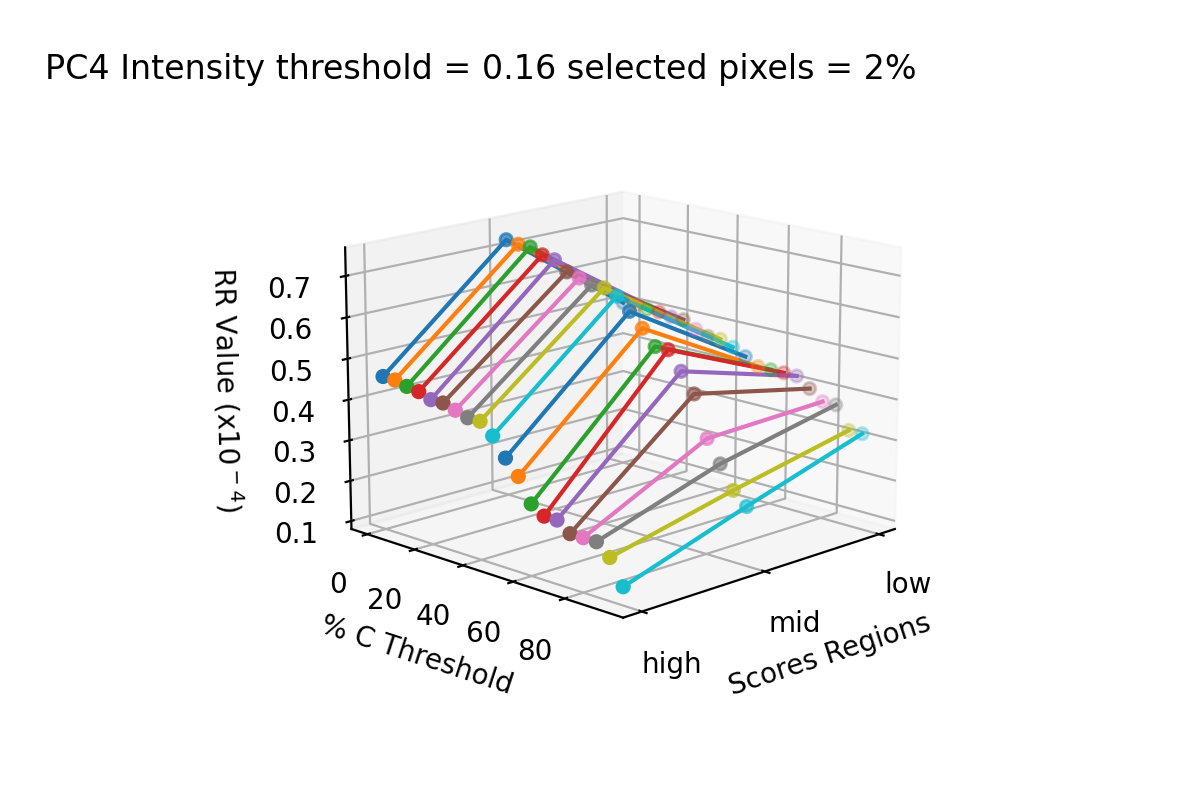 PC4 Intensity threshold = 0.16 selected pixels = 2%
RR Value (x10⁻⁴)
0.7
0.6
0.5
0.4
0.3
0.2
0.1
0
20
40
60
80
% C Threshold
high
mid
low
Scores Regions